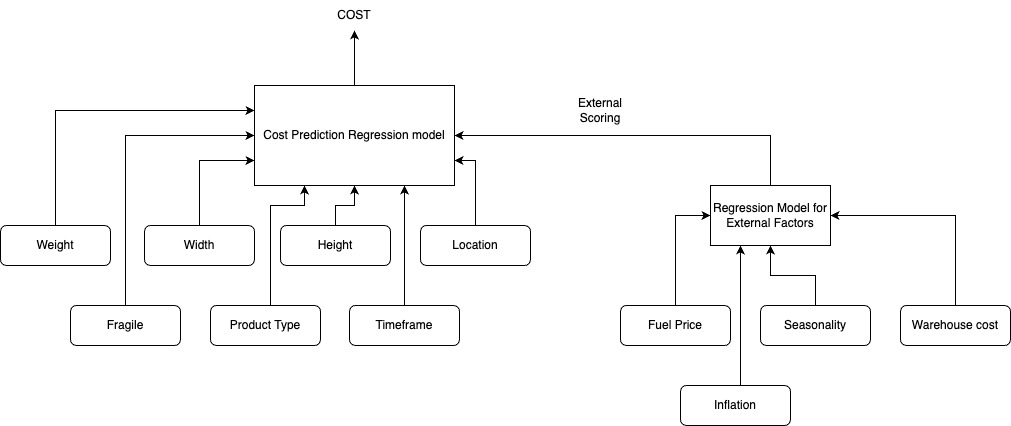 COST
External
Scoring
Cost Prediction Regression model
Regression Model for
External Factors
Weight
Width
Height
Location
Fragile
Product Type
Timeframe
Fuel Price
Seasonality
Warehouse cost
Inflation